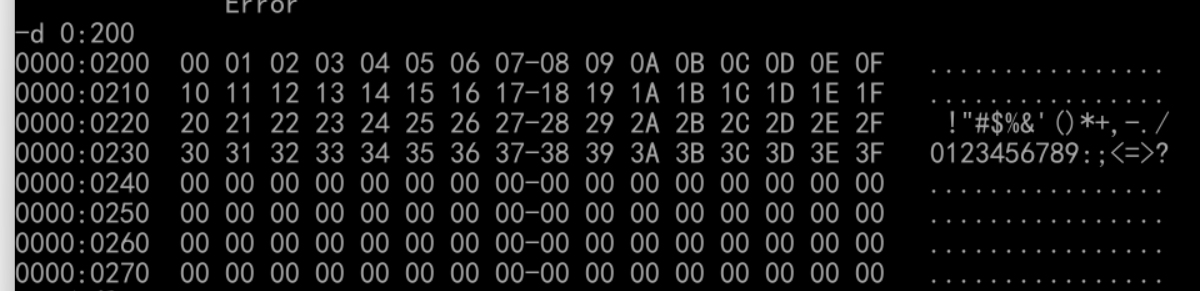 Error
-d 0:200
0000:0200  00 01 02 03 04 05 06 07-08 09 0A 0B 0C 0D 0E 0F   ................
0000:0210  10 11 12 13 14 15 16 17-18 19 1A 1B 1C 1D 1E 1F   ................
0000:0220  20 21 22 23 24 25 26 27-28 29 2A 2B 2C 2D 2E 2F    !"#$%&'()*+,-./
0000:0230  30 31 32 33 34 35 36 37-38 39 3A 3B 3C 3D 3E 3F   0123456789:;<=>?
0000:0240  00 00 00 00 00 00 00 00-00 00 00 00 00 00 00 00   ................
0000:0250  00 00 00 00 00 00 00 00-00 00 00 00 00 00 00 00   ................
0000:0260  00 00 00 00 00 00 00 00-00 00 00 00 00 00 00 00   ................
0000:0270  00 00 00 00 00 00 00 00-00 00 00 00 00 00 00 00   ................